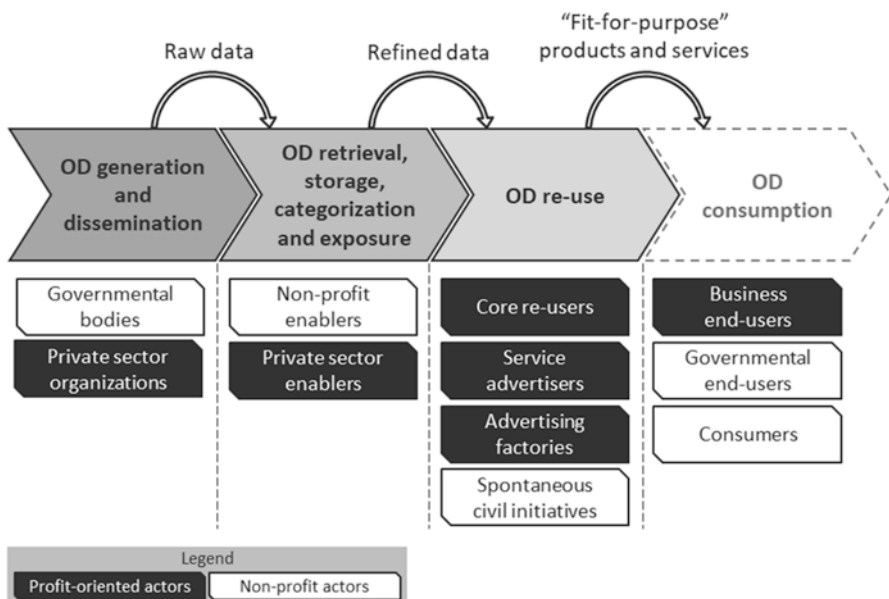 Raw data
Refined data
“Fit-for-purpose”
products and services
OD generation
and
dissemination
OD retrieval,
storage,
categorization
and exposure
OD re-use
OD
consumption
Governmental
bodies
Private sector
organizations
Non-profit
enablers
Private sector
enablers
Core re-users
Service
advertisers
Advertising
factories
Spontaneous
civil initiatives
Business
end-users
Governmental
end-users
Consumers
Legend
Profit-oriented actors
Non-profit actors